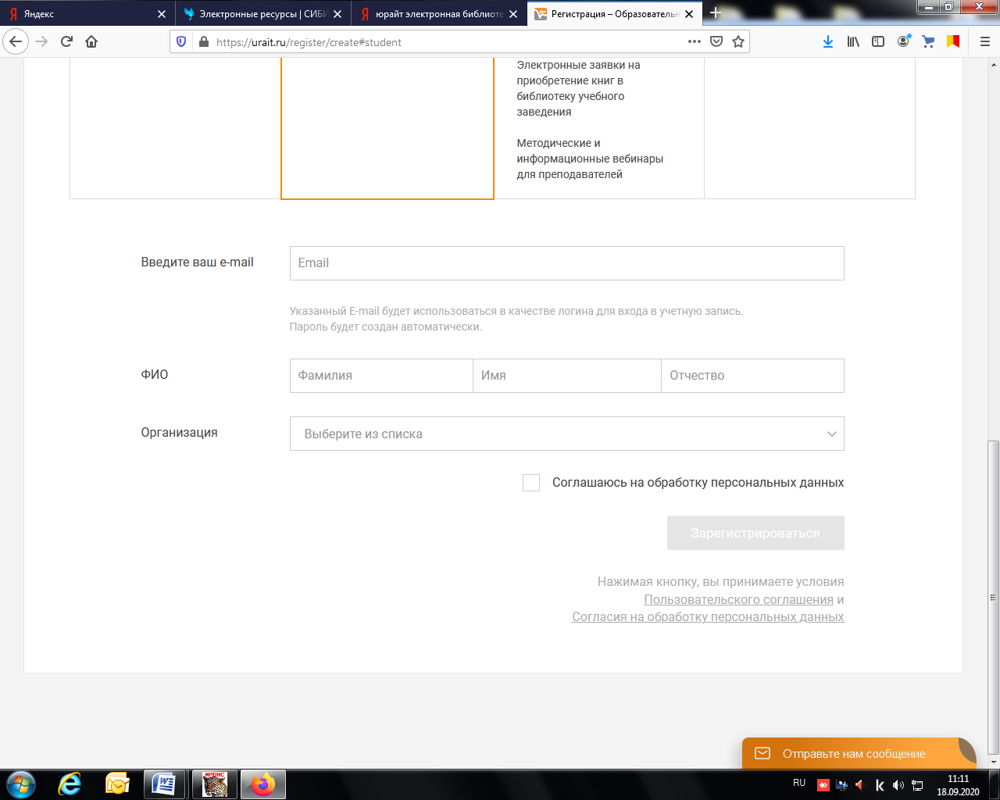 Яндекс
Электронные ресурсы | СИБИ
юрайт электронная библиоте
Регистрация – Образовательн
https://urait.ru/register/create#student
Электронные заявки на
приобретение книг в
библиотеку учебного
заведения
Методические и
информационные вебинары
для преподавателей
Введите ваш e-mail
Email
Указанный E-mail будет использоваться в качестве логина для входа в учетную запись.
Пароль будет создан автоматически.
ФИО
Фамилия
Имя
Отчество
Организация
Выберите из списка
Соглашаюсь на обработку персональных данных
Зарегистрироваться
Нажимая кнопку, вы принимаете условия
Пользовательского соглашения и
Согласия на обработку персональных данных
Отправьте нам сообщение
ИРБИС
RU
11:11
18.09.2020